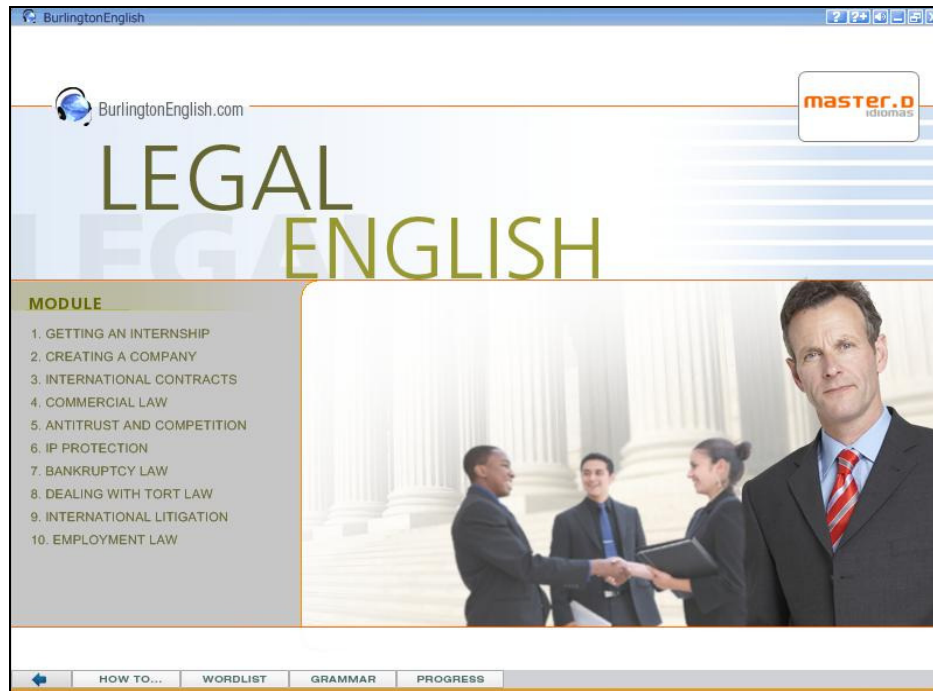 BurlingtonEnglish
? ?+
BurlingtonEnglish.com
master.D
idiomas
LEGAL
LEGAL
ENGLISH
MODULE
1. GETTING AN INTERNSHIP
2. CREATING A COMPANY
3. INTERNATIONAL CONTRACTS
4. COMMERCIAL LAW
5. ANTITRUST AND COMPETITION
6. IP PROTECTION
7. BANKRUPTCY LAW
8. DEALING WITH TORT LAW
9. INTERNATIONAL LITIGATION
10. EMPLOYMENT LAW
HOW TO... WORDLIST GRAMMAR PROGRESS